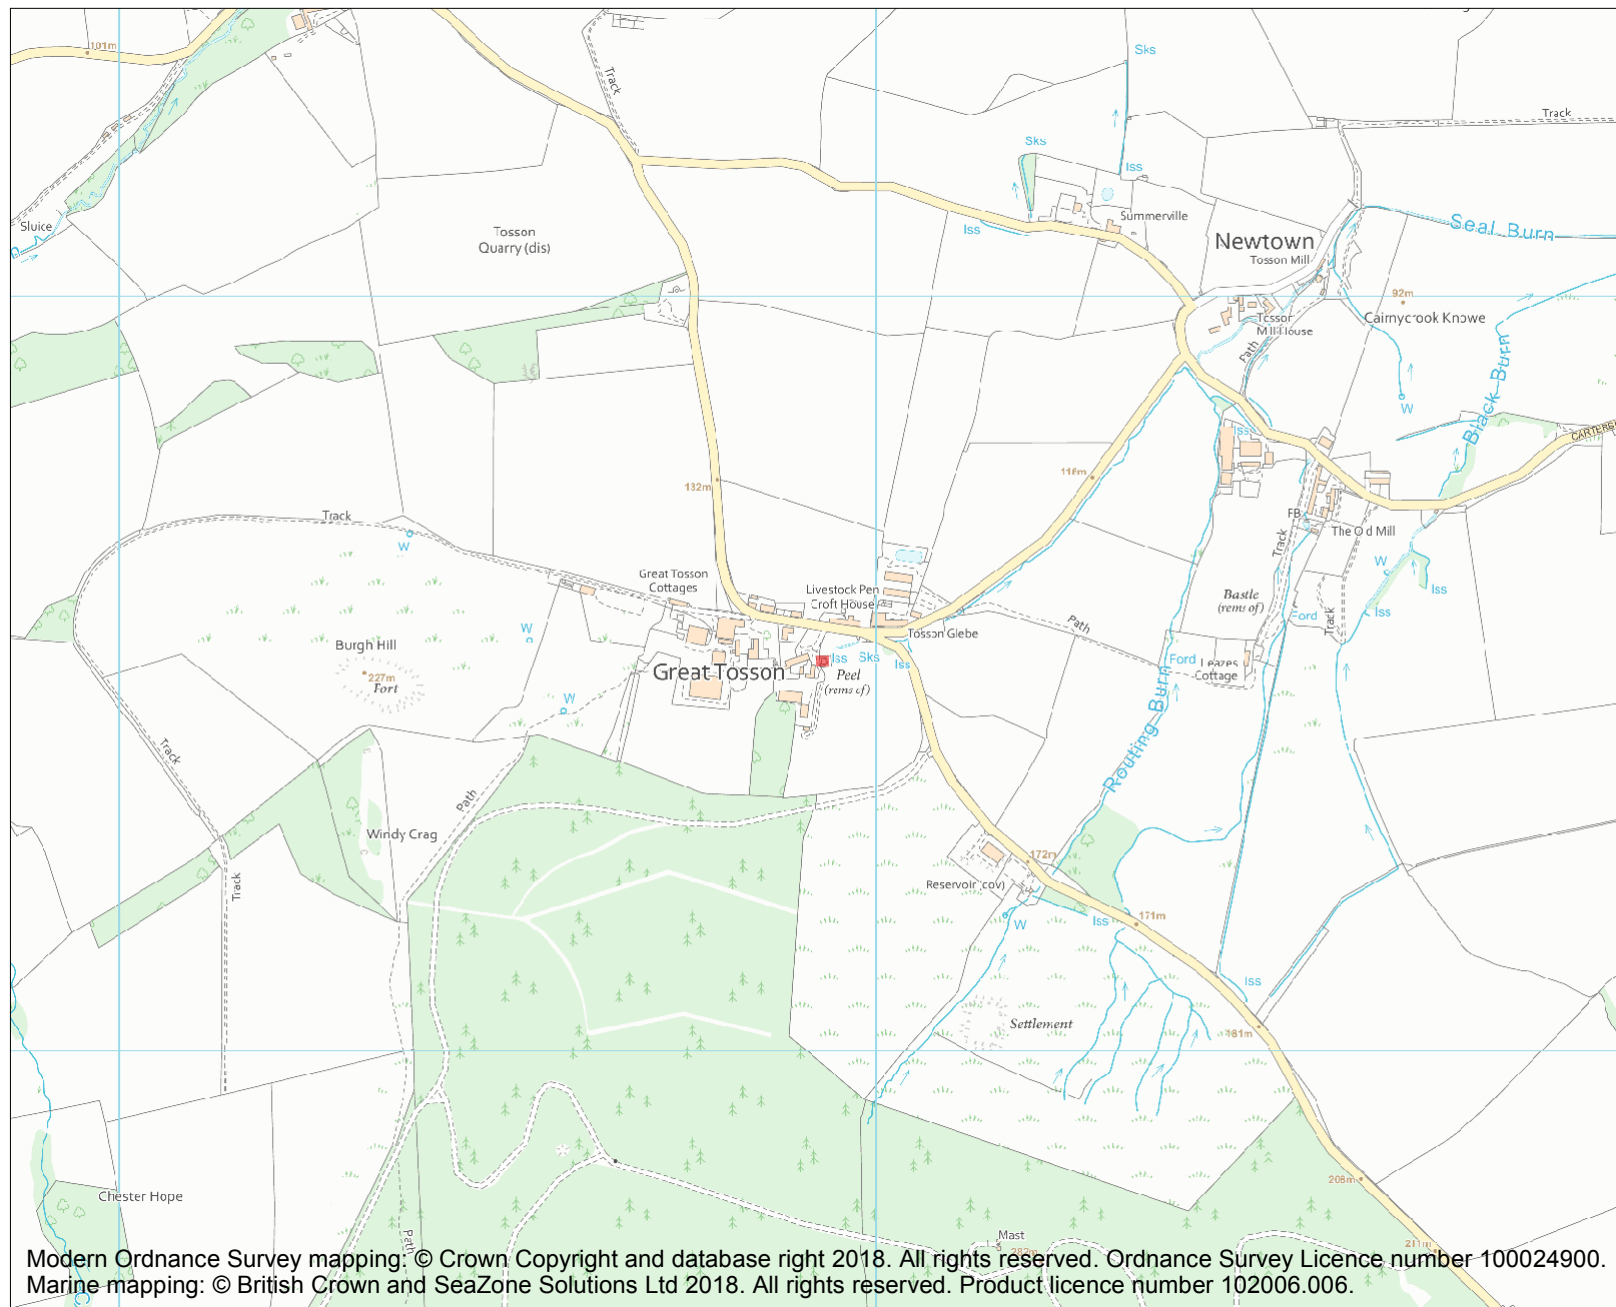 101m
Track
Sks
Track
Sks
Iss
Sluice
Tosson
Quarry (dis)
Iss
Summerville
Seal Burn
Newtown
Tosson Mill
92m
Tosson
Mill House
Cairnycrook Knowe
Path
W
Black Burn
Iss
CARTERS
116m
132m
Track
W
FB
The Old Mill
Track
W
Great Tosson
Cottages
Livestock Pen
Croft House
Bastle
(rems of)
Iss
Iss
Ford
Track
W
Path
Tosson Glebe
Burgh Hill
227m
Fort
Great Tosson
Iss
Sks
Iss
Peel
(rems of)
Ford
Leazes
Cottage
W
Routing Burn
Track
Path
Windy Crag
172m
Reservoir (cov)
Track
W
Iss
171m
Iss
Settlement
181m
Chester Hope
208m
Path
Mast
282m
211m
Modern Ordnance Survey mapping: © Crown Copyright and database right 2018. All rights reserved. Ordnance Survey Licence number 100024900.
Marine mapping: © British Crown and SeaZone Solutions Ltd 2018. All rights reserved. Product licence number 102006.006.